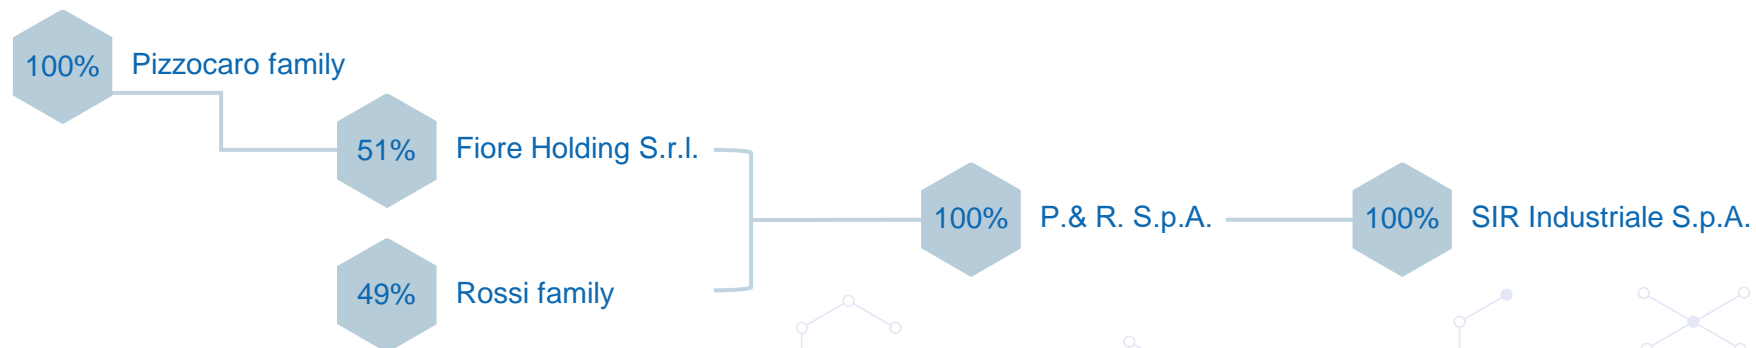 100% Pizzocaro family
51% Fiore Holding S.r.l.
100% P.& R. S.p.A.
100% SIR Industriale S.p.A.
49% Rossi family